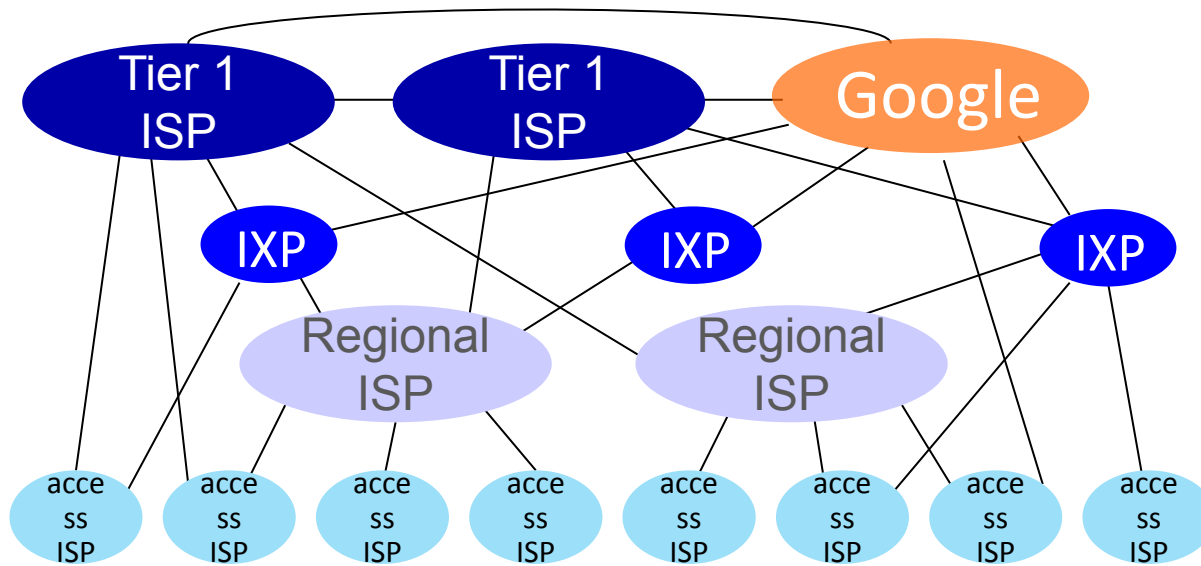 Tier 1
ISP
Tier 1
ISP
Google
IXP
IXP
IXP
Regional
ISP
Regional
ISP
acce
ss
ISP
acce
ss
ISP
acce
ss
ISP
acce
ss
ISP
acce
ss
ISP
acce
ss
ISP
acce
ss
ISP
acce
ss
ISP